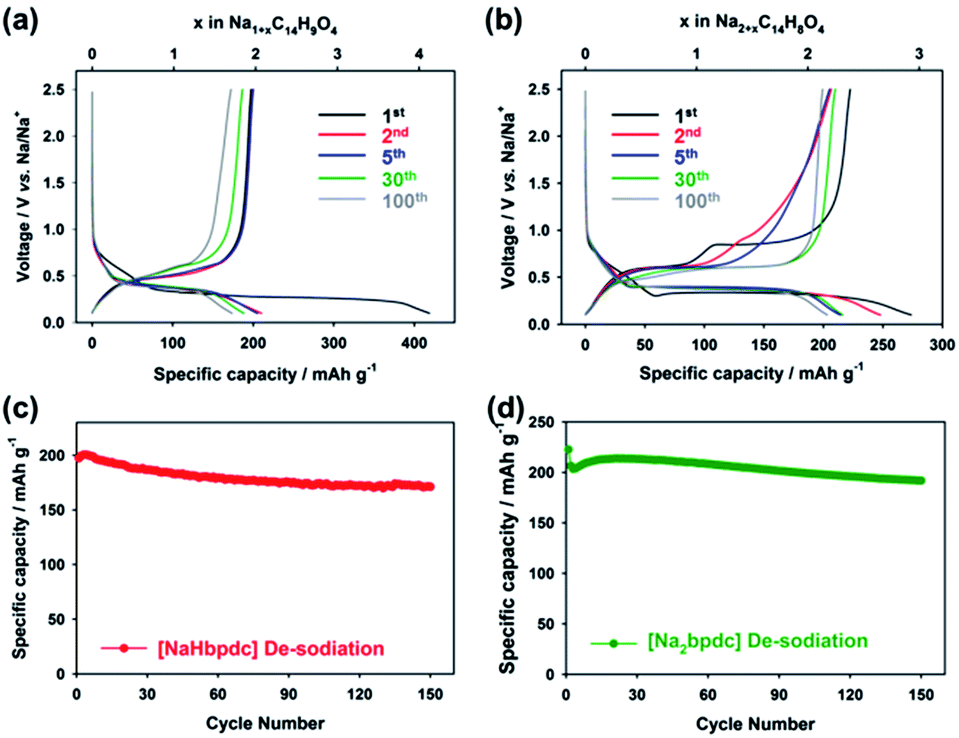 (a)
x in Na1+xC14H9O4
0 1 2 3 4
Voltage / V vs. Na/Na+
2.5
2.0
1.5
1.0
0.5
0.0
1st
2nd
5th
30th
100th
0 100 200 300 400
Specific capacity / mAh g-1
(b)
x in Na2+xC14H8O4
0 1 2 3
Voltage / V vs. Na/Na+
2.5
2.0
1.5
1.0
0.5
0.0
1st
2nd
5th
30th
100th
0 50 100 150 200 250 300
Specific capacity / mAh g-1
(c)
Specific capacity / mAh g-1
200
150
100
50
0
[NaHbpdc] De-sodiation
0 30 60 90 120 150
Cycle Number
(d)
Specific capacity / mAh g-1
250
200
150
100
50
0
[Na2bpdc] De-sodiation
0 30 60 90 120 150
Cycle Number